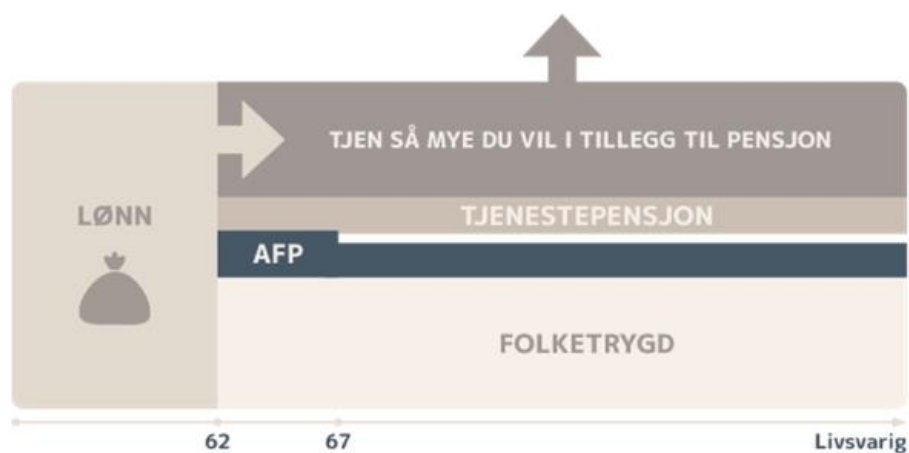 TJEN SÅ MYE DU VIL I TILLEGG TIL PENSJON
LØNN
TJENESTEPENSJON
AFP
FOLKETRYGD
62
67
Livsvarig